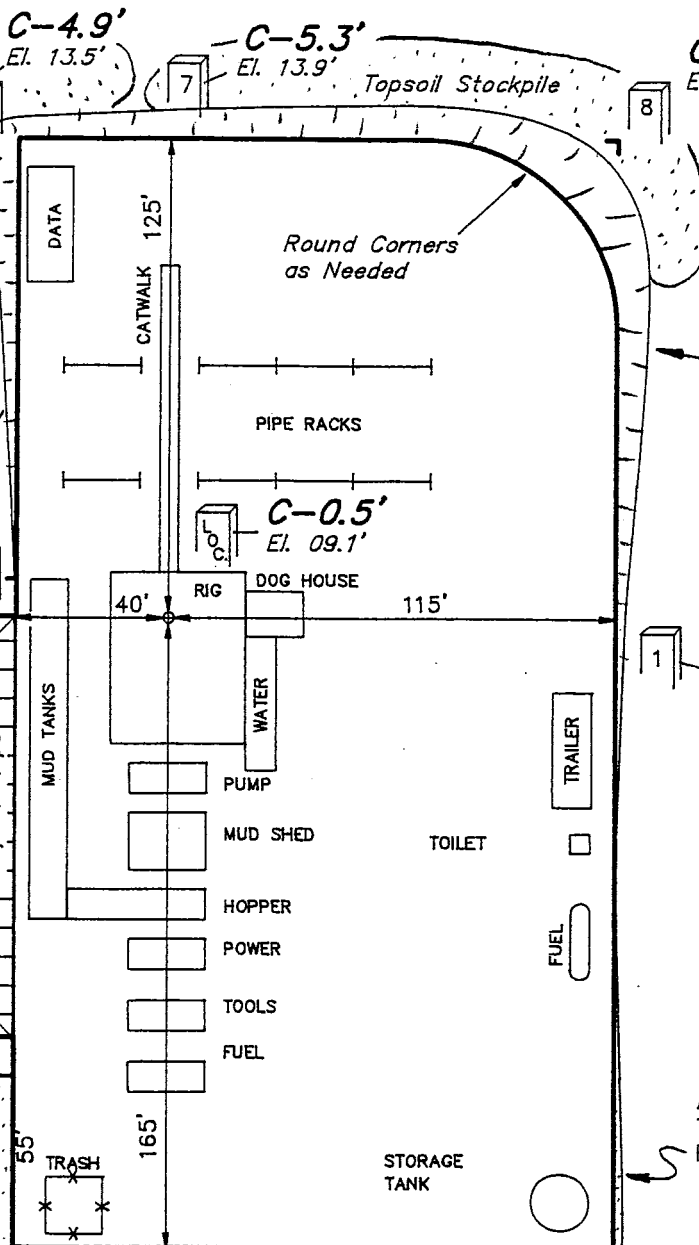 C-4.9'
El. 13.5'
C-5.3'
El. 13.9'
7
Topsoil Stockpile
8
DATA
125'
Round Corners
as Needed
CATWALK
PIPE RACKS
LOC.
C-0.5'
El. 09.1'
RIG
DOG HOUSE
40'
115'
1
MUD TANKS
WATER
TRAILER
PUMP
MUD SHED
TOILET
HOPPER
POWER
FUEL
TOOLS
FUEL
55'
165'
TRASH
STORAGE
TANK